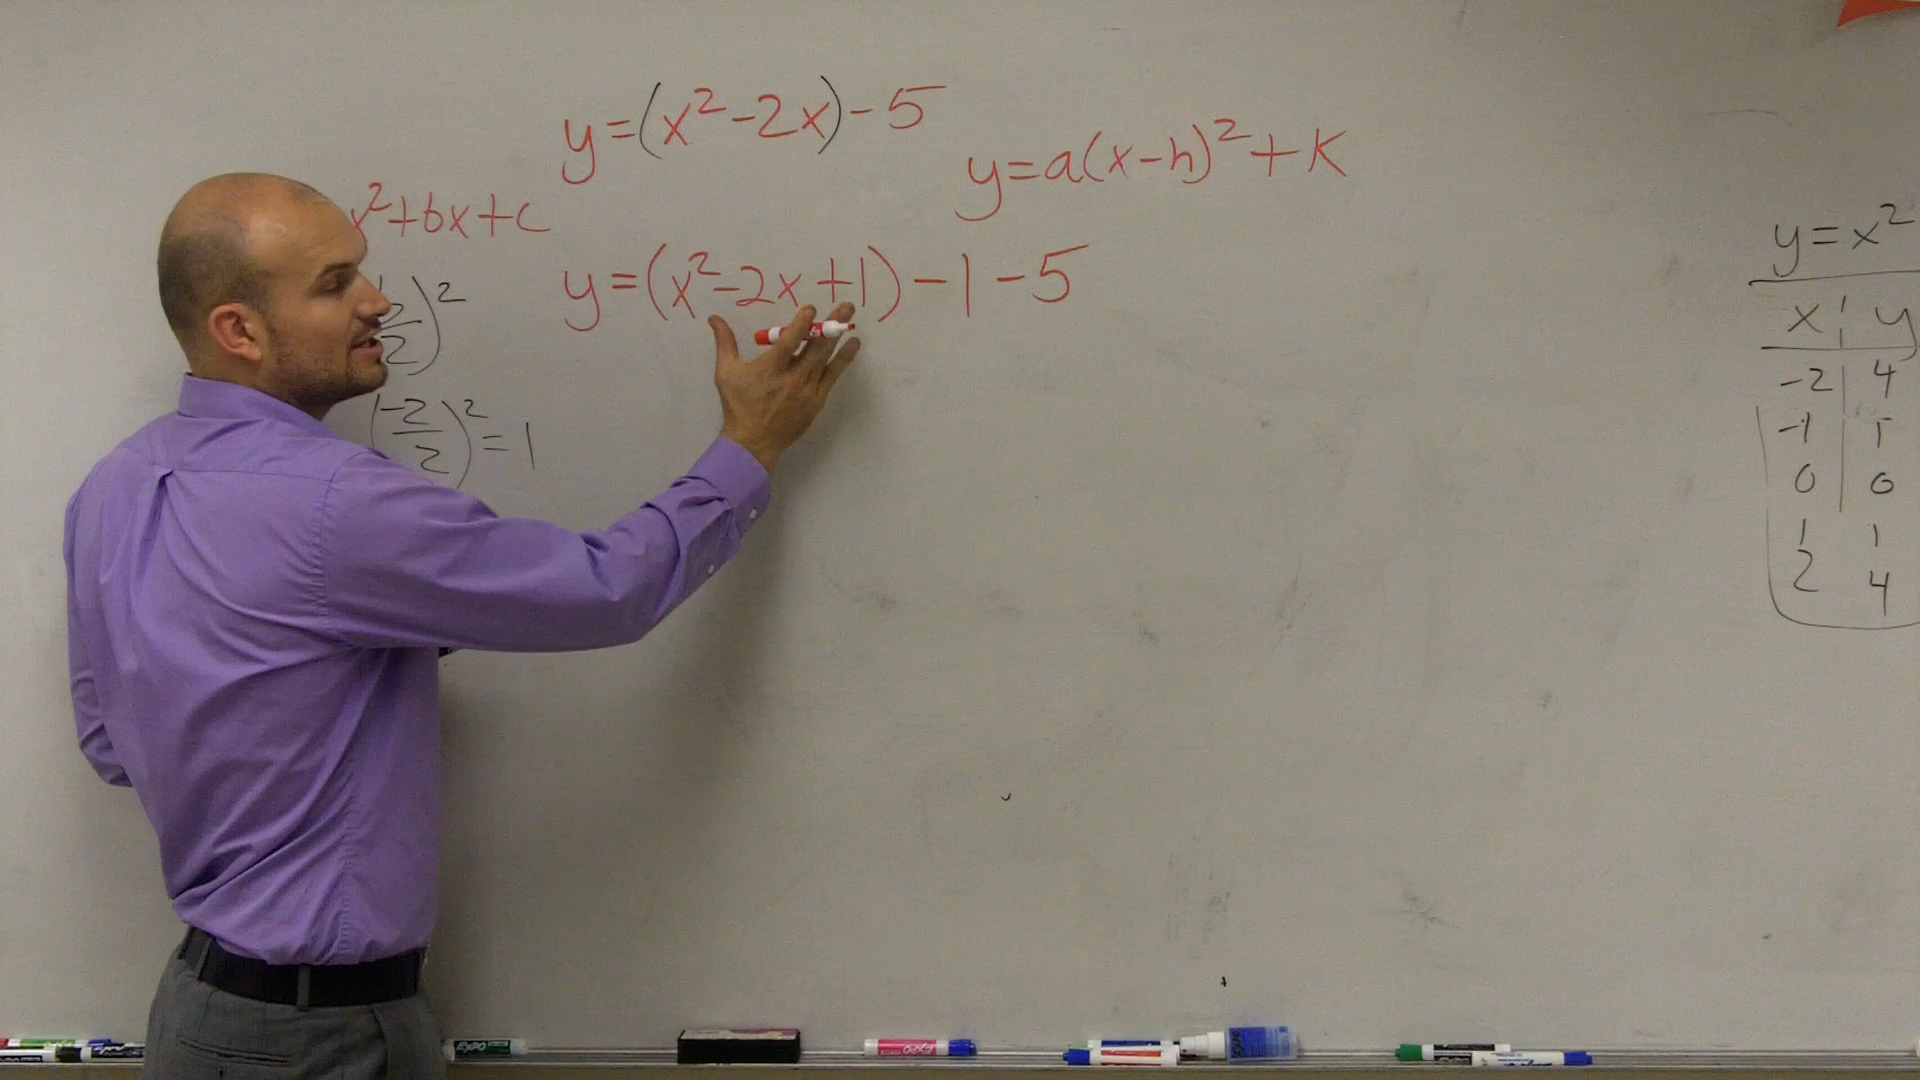 y=(x²-2x)-5
y=a(x-h)²+K
x²+bx+c
y=(x²-2x+1)-1-5
(b/2)²
(-2/2)²=1
y=x²
x y
-2 4
-1 1
0 0
1 1
2 4
EXPO